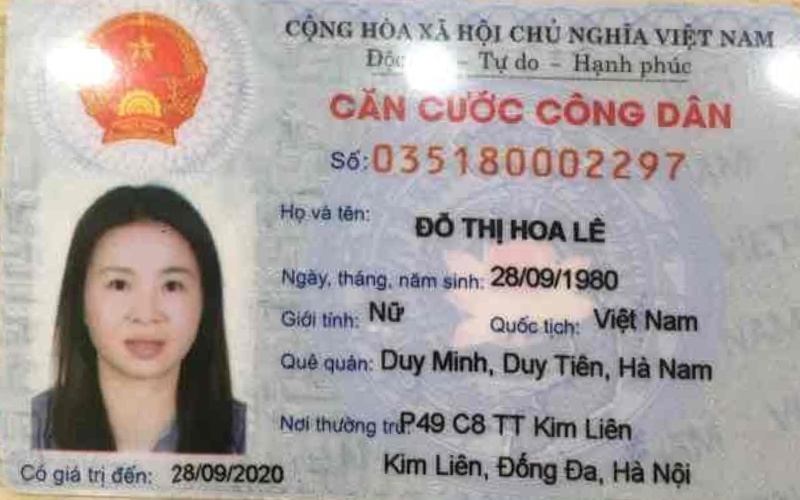 CỘNG HÒA XÃ HỘI CHỦ NGHĨA VIỆT NAM
Tự do - Hạnh phúc
CĂN CƯỚC CÔNG DÂN
Số: 035180002297
Họ và tên: ĐỖ THỊ HOA LÊ
Ngày, tháng, năm sinh: 28/09/1980
Giới tính: Nữ Quốc tịch: Việt Nam
Quê quán: Duy Minh, Duy Tiên, Hà Nam
Nơi thường trú: P49 C8 TT Kim Liên
Kim Liên, Đống Đa, Hà Nội
Có giá trị đến: 28/09/2020